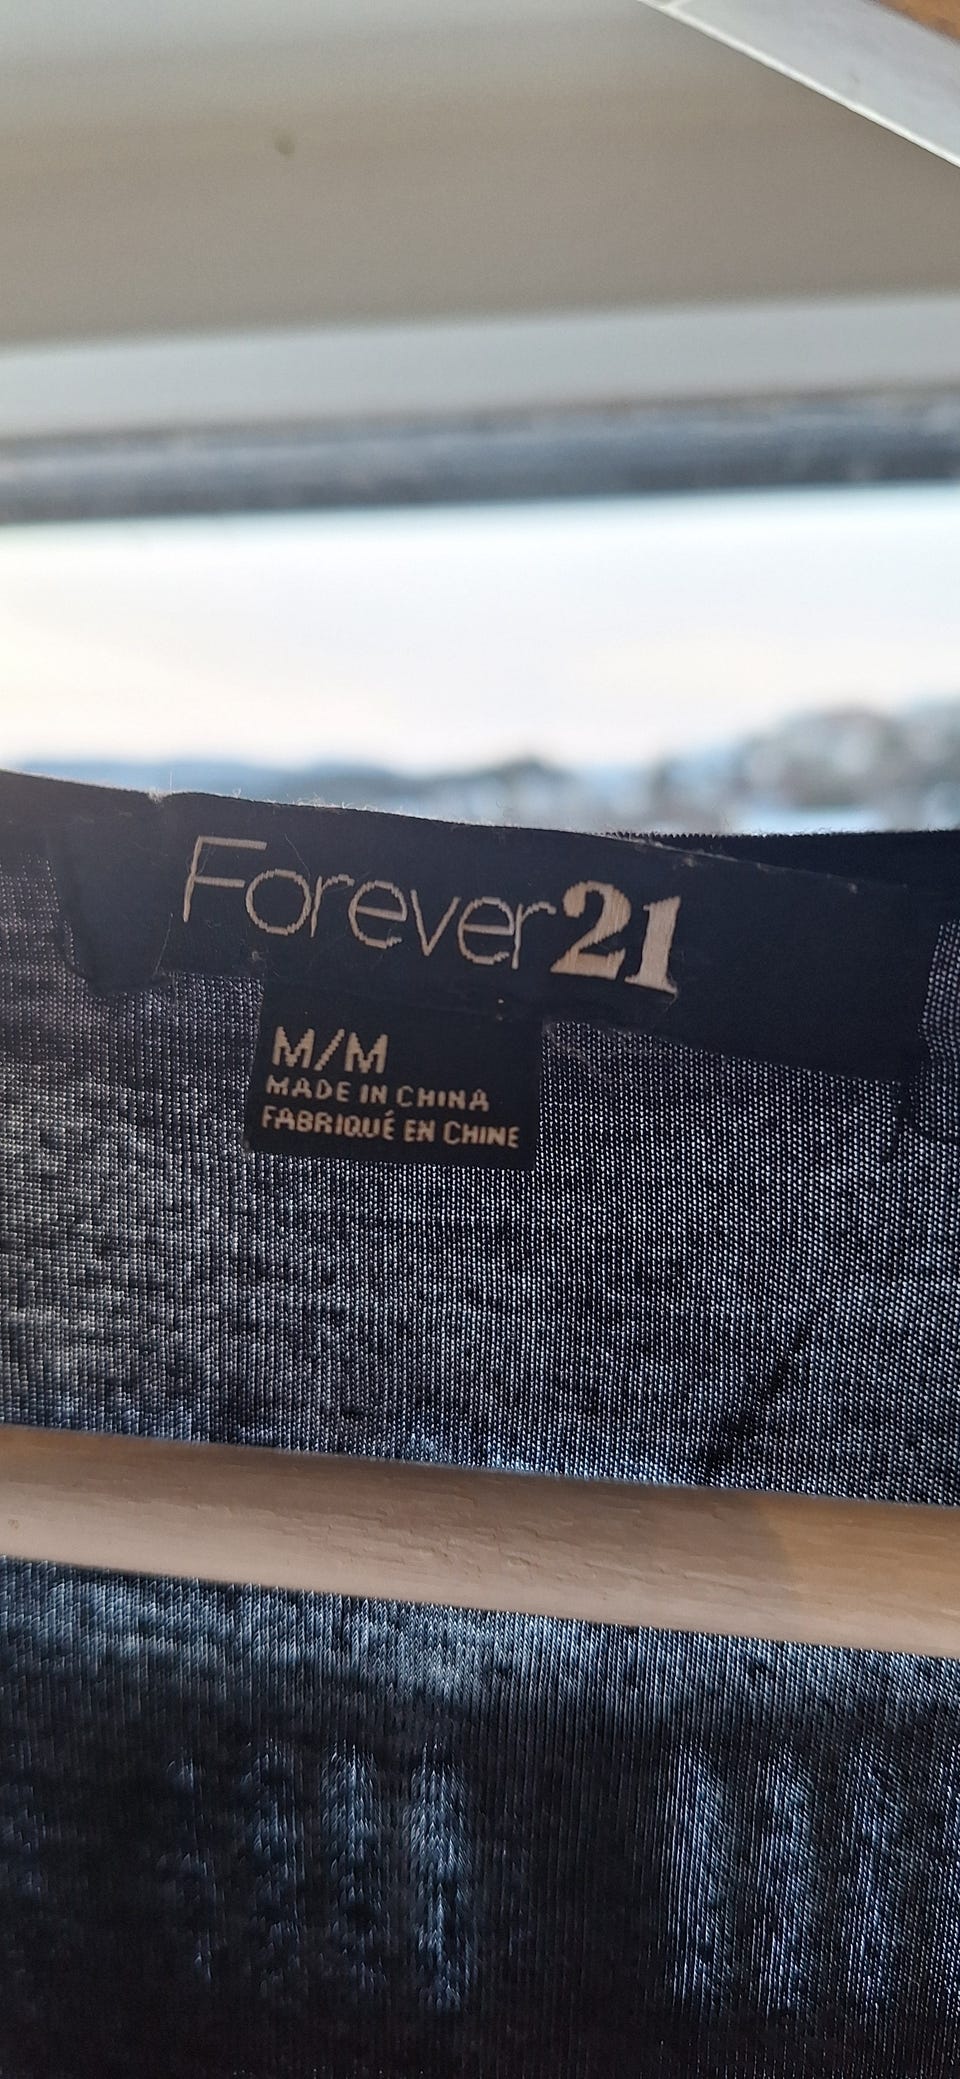 Forever21
M/M
MADE IN CHINA
FABRIQUÉ EN CHINE